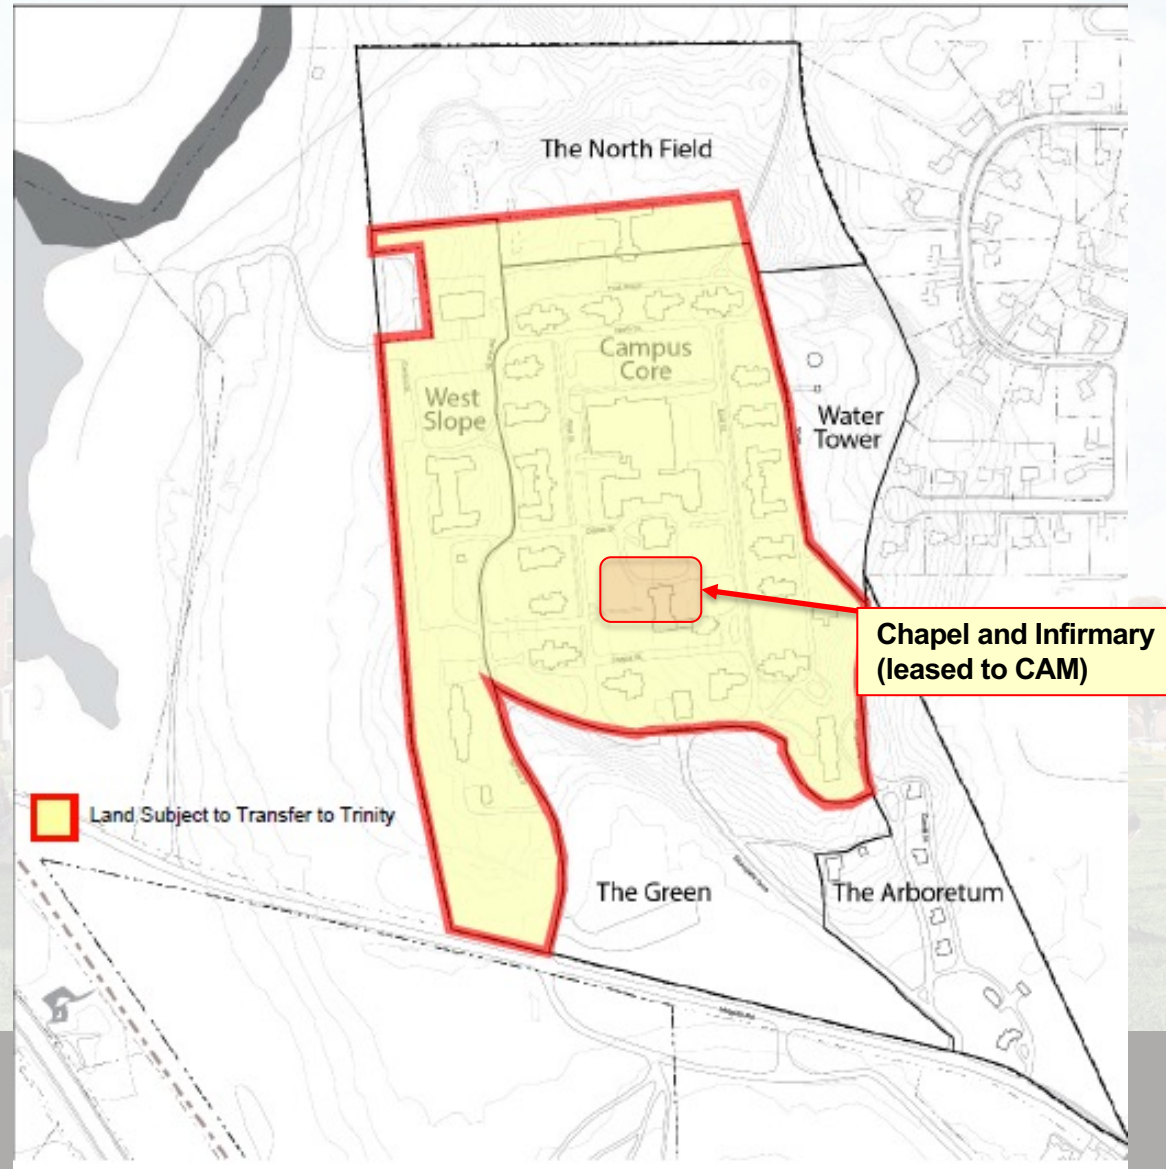 The North Field
Campus
Core
West
Slope
Water
Tower
Chapel and Infirmary
(leased to CAM)
Land Subject to Transfer to Trinity
The Green
The Arboretum